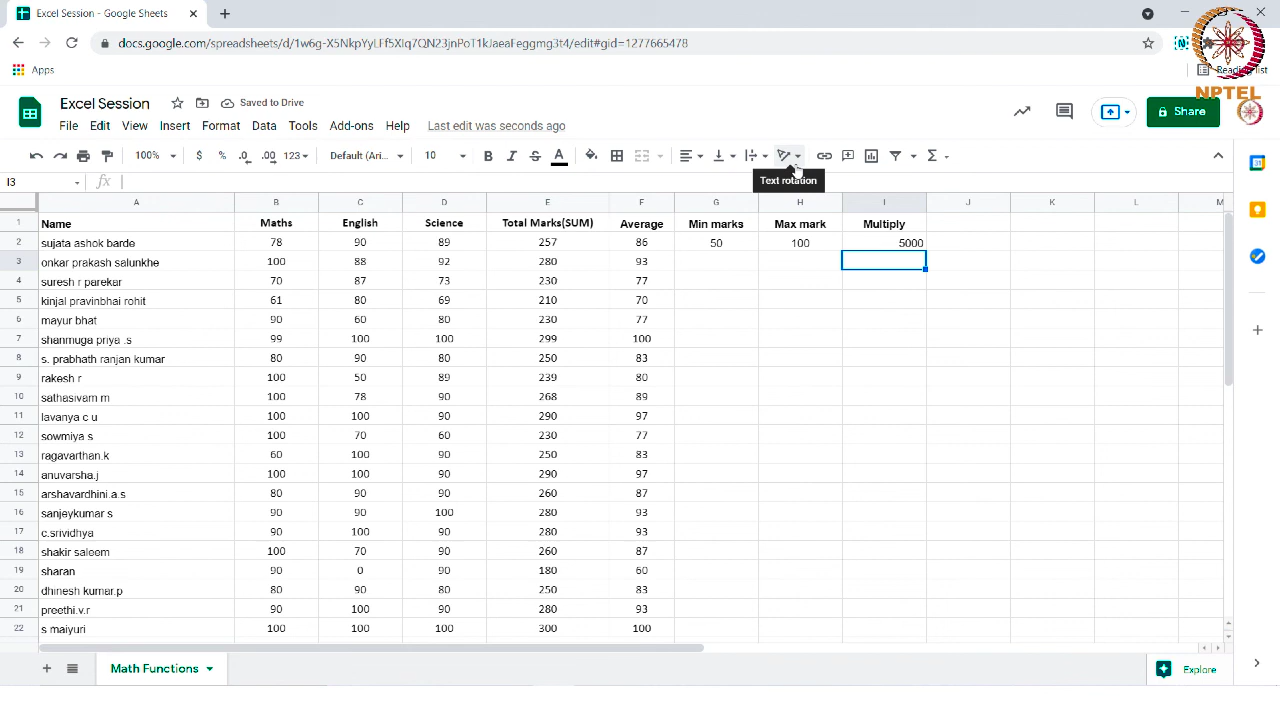 Excel Session - Google Sheets
docs.google.com/spreadsheets/d/1w6g-X5NkpYyLFf5XIq7QN23jnPoT1kJaeaFeggmg3t4/edit#gid=1277665478
Apps
Reading list
NPTEL
Excel Session
Saved to Drive
File Edit View Insert Format Data Tools Add-ons Help Last edit was seconds ago
Share
100% $ % .0 .00 123 Default (Ari... 10 B I S A Σ
Text rotation
I3 fx
A B C D E F G H I J K L M
1 Name Maths English Science Total Marks(SUM) Average Min marks Max mark Multiply
2 sujata ashok barde 78 90 89 257 86 50 100 5000
3 onkar prakash salunkhe 100 88 92 280 93
4 suresh r parekar 70 87 73 230 77
5 kinjal pravinbhai rohit 61 80 69 210 70
6 mayur bhat 90 60 80 230 77
7 shanmuga priya .s 99 100 100 299 100
8 s. prabhath ranjan kumar 80 90 80 250 83
9 rakesh r 100 50 89 239 80
10 sathasivam m 100 78 90 268 89
11 lavanya c u 100 100 90 290 97
12 sowmiya s 100 70 60 230 77
13 ragavarthan.k 60 100 90 250 83
14 anuvarsha.j 100 100 90 290 97
15 arshavardhini.a.s 80 90 90 260 87
16 sanjeykumar s 90 90 100 280 93
17 c.srividhya 90 100 90 280 93
18 shakir saleem 100 70 90 260 87
19 sharan 90 0 90 180 60
20 dhinesh kumar.p 80 90 80 250 83
21 preethi.v.r 90 100 90 280 93
22 s maiyuri 100 100 100 300 100
Math Functions
Explore